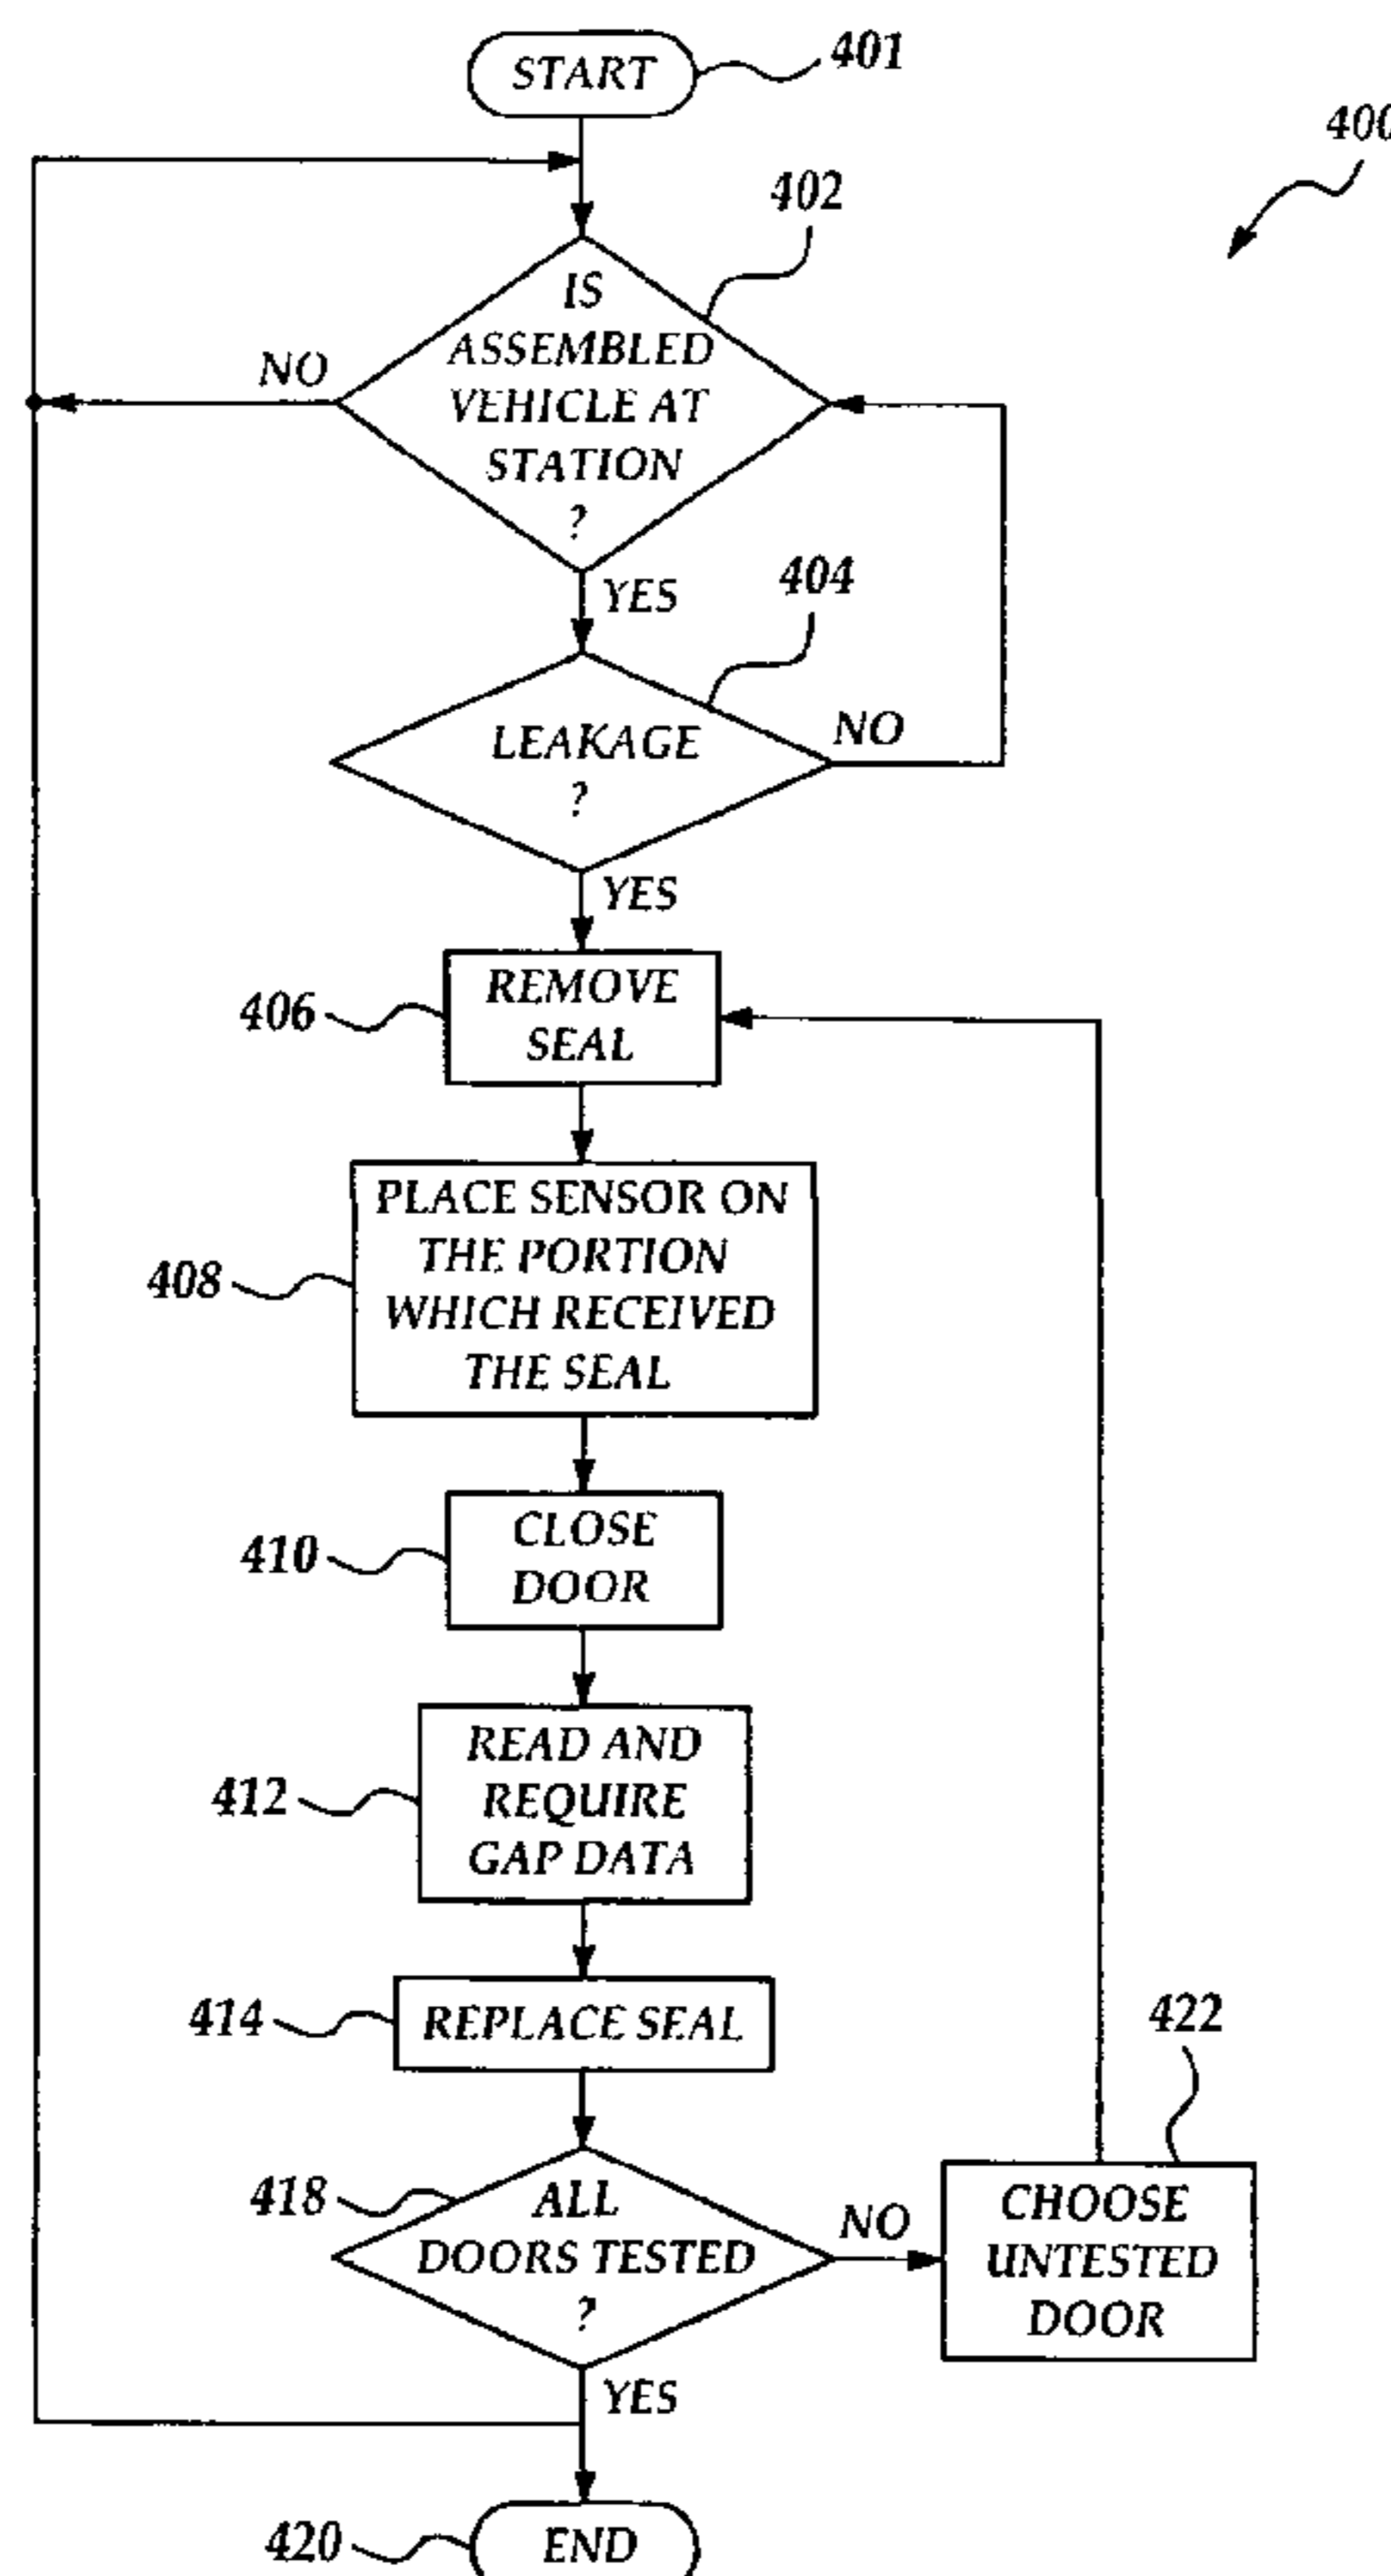 START
401
400
402
IS
ASSEMBLED
VEHICLE AT
STATION
?
NO
YES
404
LEAKAGE
?
NO
YES
406
REMOVE
SEAL
408
PLACE SENSOR ON
THE PORTION
WHICH RECEIVED
THE SEAL
410
CLOSE
DOOR
412
READ AND
REQUIRE
GAP DATA
414
REPLACE SEAL
422
418
ALL
DOORS TESTED
?
NO
CHOOSE
UNTESTED
DOOR
YES
420
END